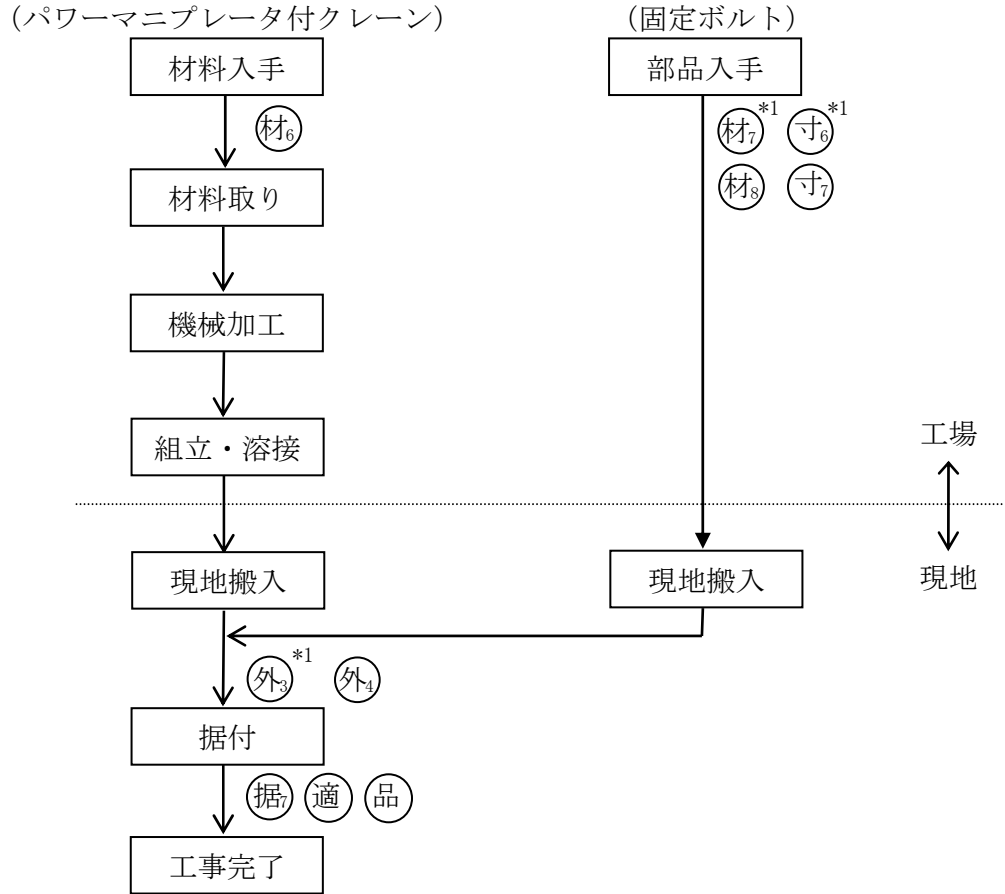 （パワーマニプレータ付クレーン）
（固定ボルト）
材料入手
部品入手
材6
材7*1 寸6*1
材8 寸7
材料取り
機械加工
組立・溶接
工場
現地
現地搬入
現地搬入
外3*1 外4
据付
据7 適 品
工事完了